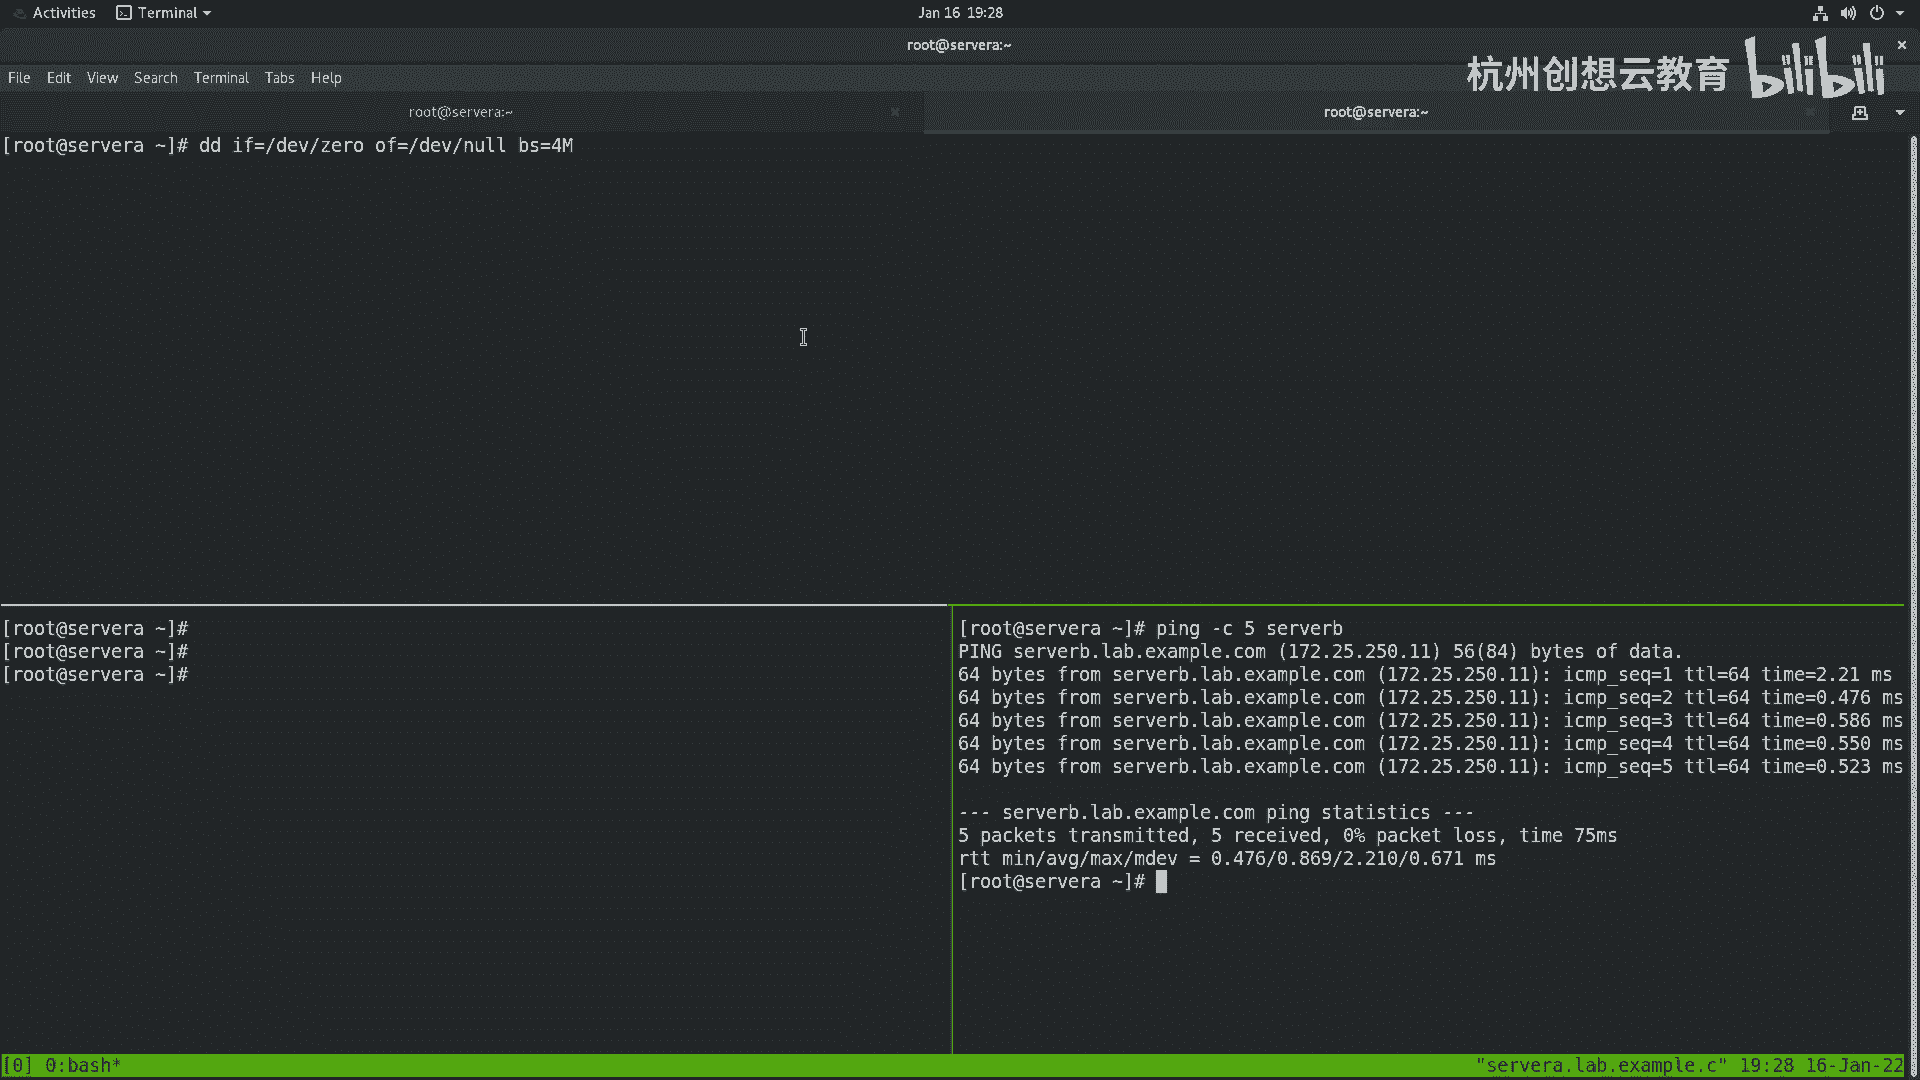 Activities Terminal Jan 16 19:28
root@servera:~
File Edit View Search Terminal Tabs Help
杭州创想云教育 bilibili
root@servera:~ root@servera:~
[root@servera ~]# dd if=/dev/zero of=/dev/null bs=4M
[root@servera ~]#
[root@servera ~]#
[root@servera ~]#
[root@servera ~]# ping -c 5 serverb
PING serverb.lab.example.com (172.25.250.11) 56(84) bytes of data.
64 bytes from serverb.lab.example.com (172.25.250.11): icmp_seq=1 ttl=64 time=2.21 ms
64 bytes from serverb.lab.example.com (172.25.250.11): icmp_seq=2 ttl=64 time=0.476 ms
64 bytes from serverb.lab.example.com (172.25.250.11): icmp_seq=3 ttl=64 time=0.586 ms
64 bytes from serverb.lab.example.com (172.25.250.11): icmp_seq=4 ttl=64 time=0.550 ms
64 bytes from serverb.lab.example.com (172.25.250.11): icmp_seq=5 ttl=64 time=0.523 ms
--- serverb.lab.example.com ping statistics ---
5 packets transmitted, 5 received, 0% packet loss, time 75ms
rtt min/avg/max/mdev = 0.476/0.869/2.210/0.671 ms
[root@servera ~]#
[0] 0:bash* "servera.lab.example.c" 19:28 16-Jan-22